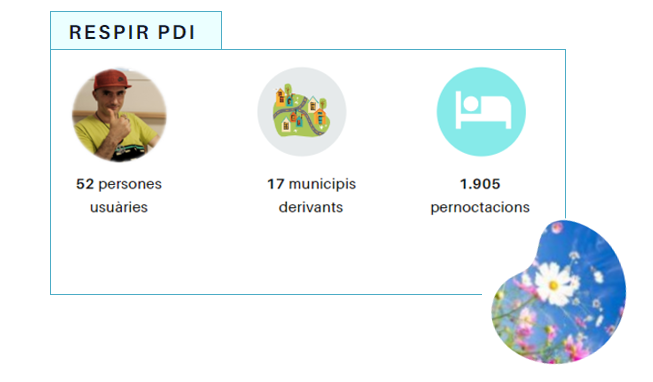 RESPIR PDI
52 persones
usuàries
17 municipis
derivants
1.905
pernoctacions